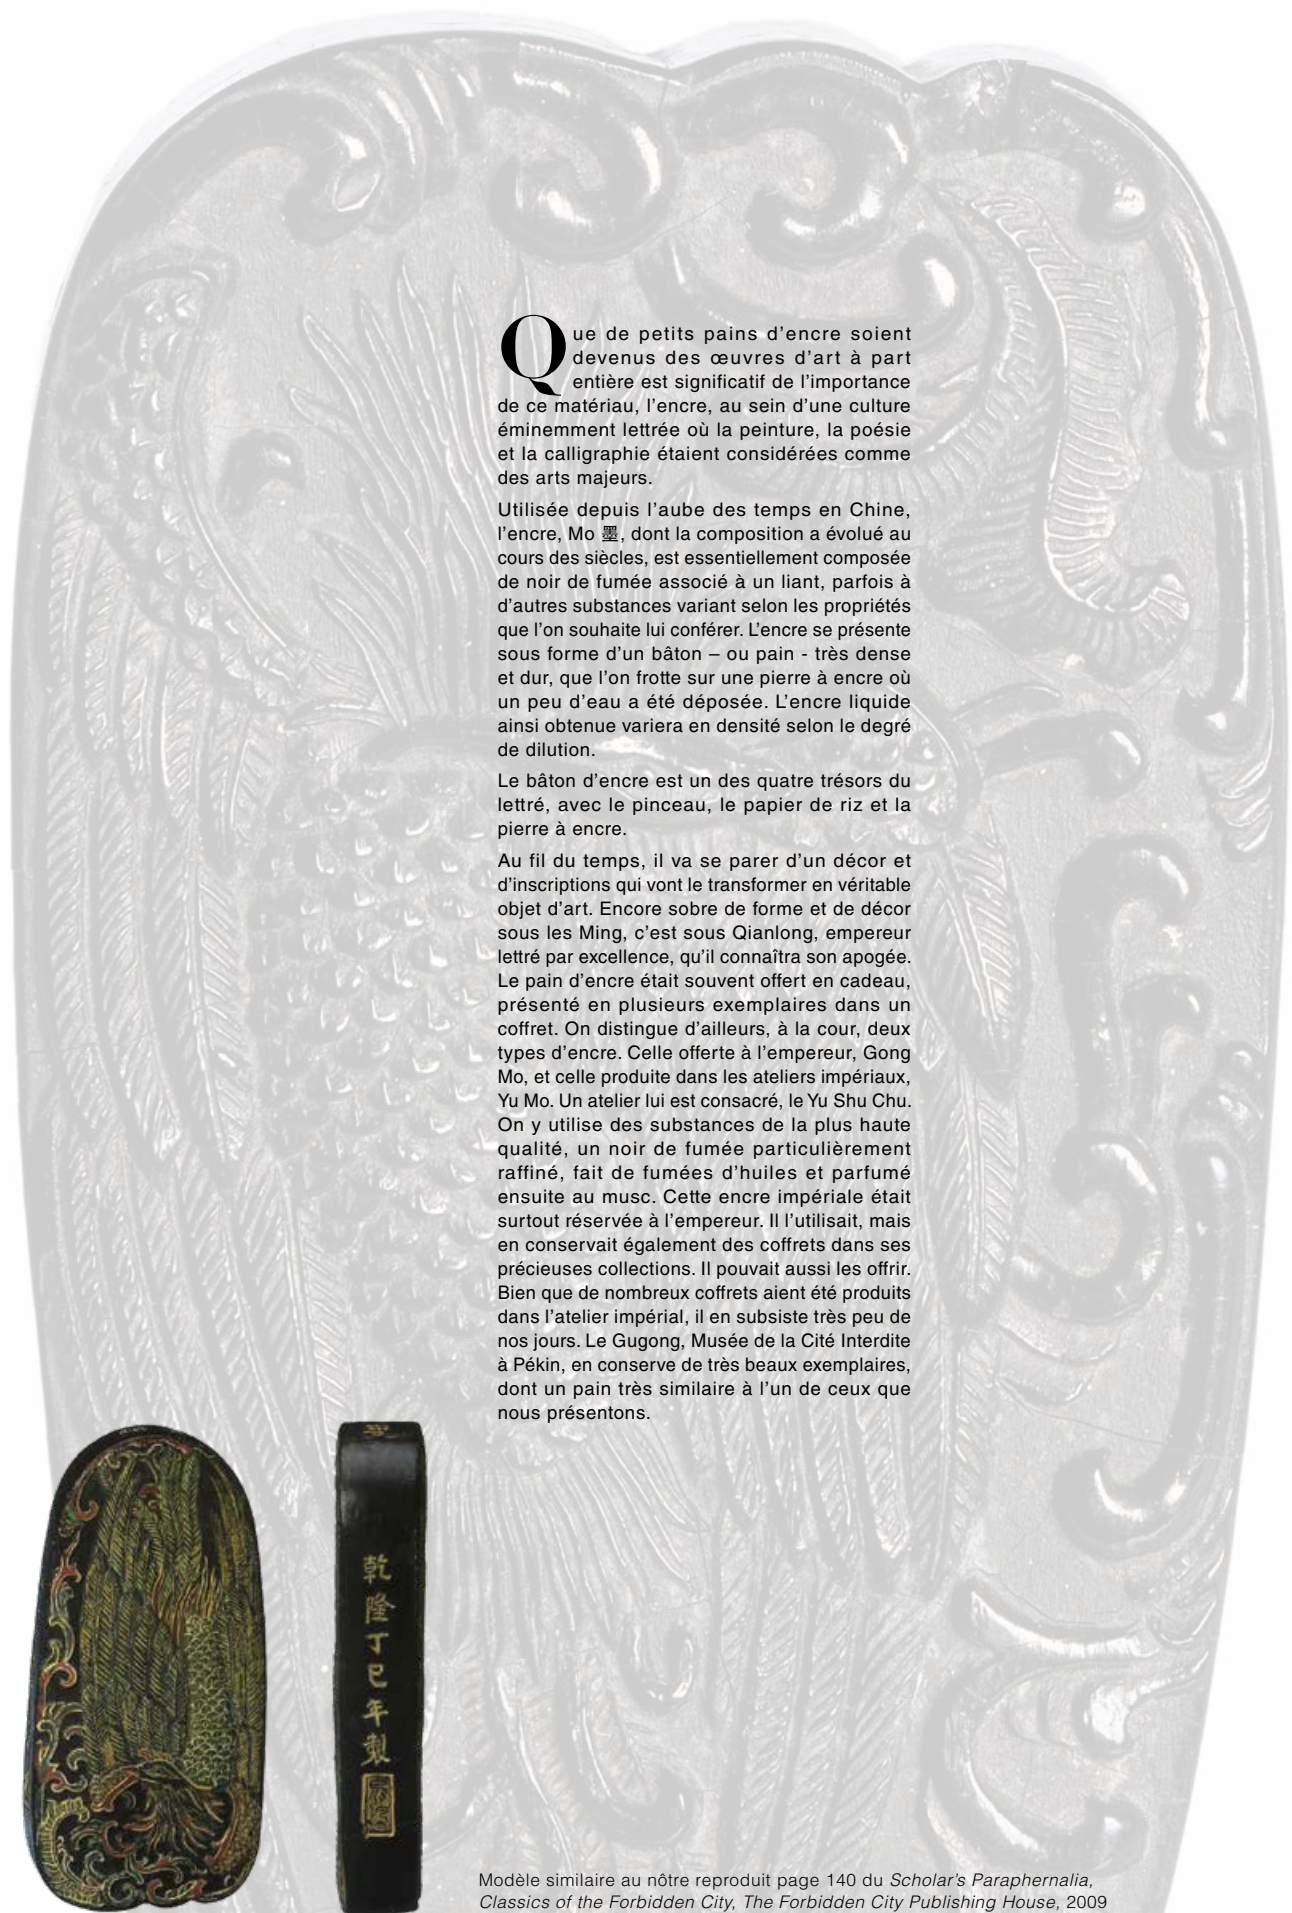 Que de petits pains d’encre soient
devenus des œuvres d’art à part
entière est significatif de l’importance
de ce matériau, l’encre, au sein d’une culture
éminemment lettrée où la peinture, la poésie
et la calligraphie étaient considérées comme
des arts majeurs.
Utilisée depuis l’aube des temps en Chine,
l’encre, Mo 墨, dont la composition a évolué au
cours des siècles, est essentiellement composée
de noir de fumée associé à un liant, parfois à
d’autres substances variant selon les propriétés
que l’on souhaite lui conférer. L’encre se présente
sous forme d’un bâton – ou pain - très dense
et dur, que l’on frotte sur une pierre à encre où
un peu d’eau a été déposée. L’encre liquide
ainsi obtenue variera en densité selon le degré
de dilution.
Le bâton d’encre est un des quatre trésors du
lettré, avec le pinceau, le papier de riz et la
pierre à encre.
Au fil du temps, il va se parer d’un décor et
d’inscriptions qui vont le transformer en véritable
objet d’art. Encore sobre de forme et de décor
sous les Ming, c’est sous Qianlong, empereur
lettré par excellence, qu’il connaîtra son apogée.
Le pain d’encre était souvent offert en cadeau,
présenté en plusieurs exemplaires dans un
coffret. On distingue d’ailleurs, à la cour, deux
types d’encre. Celle offerte à l’empereur, Gong
Mo, et celle produite dans les ateliers impériaux,
Yu Mo. Un atelier lui est consacré, le Yu Shu Chu.
On y utilise des substances de la plus haute
qualité, un noir de fumée particulièrement
raffiné, fait de fumées d’huiles et parfumé
ensuite au musc. Cette encre impériale était
surtout réservée à l’empereur. Il l’utilisait, mais
en conservait également des coffrets dans ses
précieuses collections. Il pouvait aussi les offrir.
Bien que de nombreux coffrets aient été produits
dans l’atelier impérial, il en subsiste très peu de
nos jours. Le Gugong, Musée de la Cité Interdite
à Pékin, en conserve de très beaux exemplaires,
dont un pain très similaire à l’un de ceux que
nous présentons.
乾隆丁巳年製
Modèle similaire au nôtre reproduit page 140 du Scholar’s Paraphernalia,
Classics of the Forbidden City, The Forbidden City Publishing House, 2009